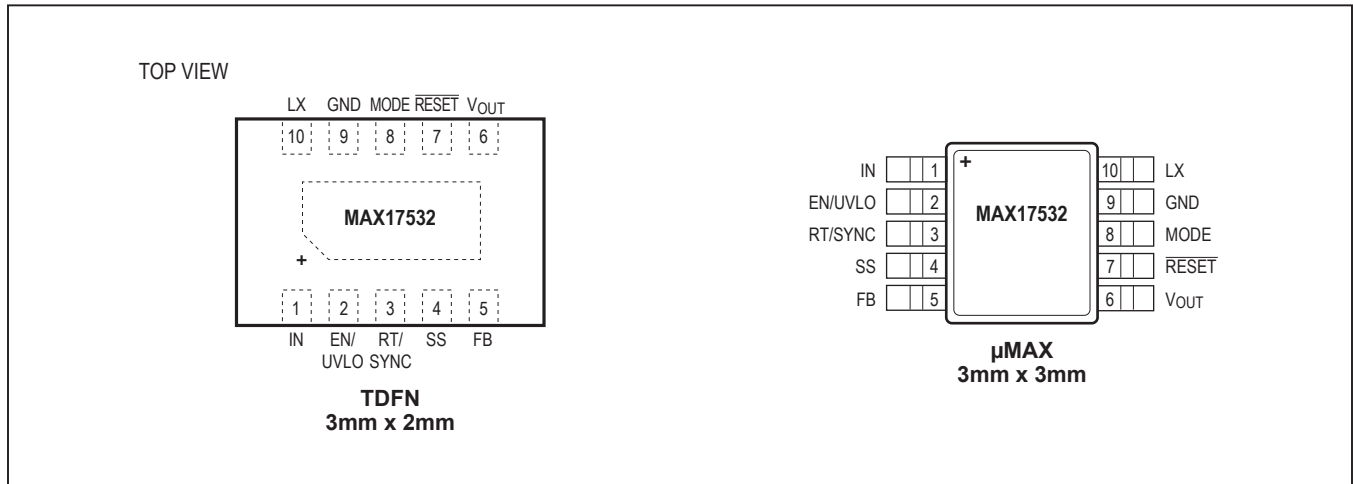 TOP VIEW
LX GND MODE RESET VOUT
10 9 8 7 6
MAX17532
+
1 2 3 4 5
IN EN/ RT/ SS FB
UVLO SYNC
TDFN
3mm x 2mm
+
IN 1 10 LX
EN/UVLO 2 MAX17532 9 GND
RT/SYNC 3 8 MODE
SS 4 7 RESET
FB 5 6 VOUT
µMAX
3mm x 3mm